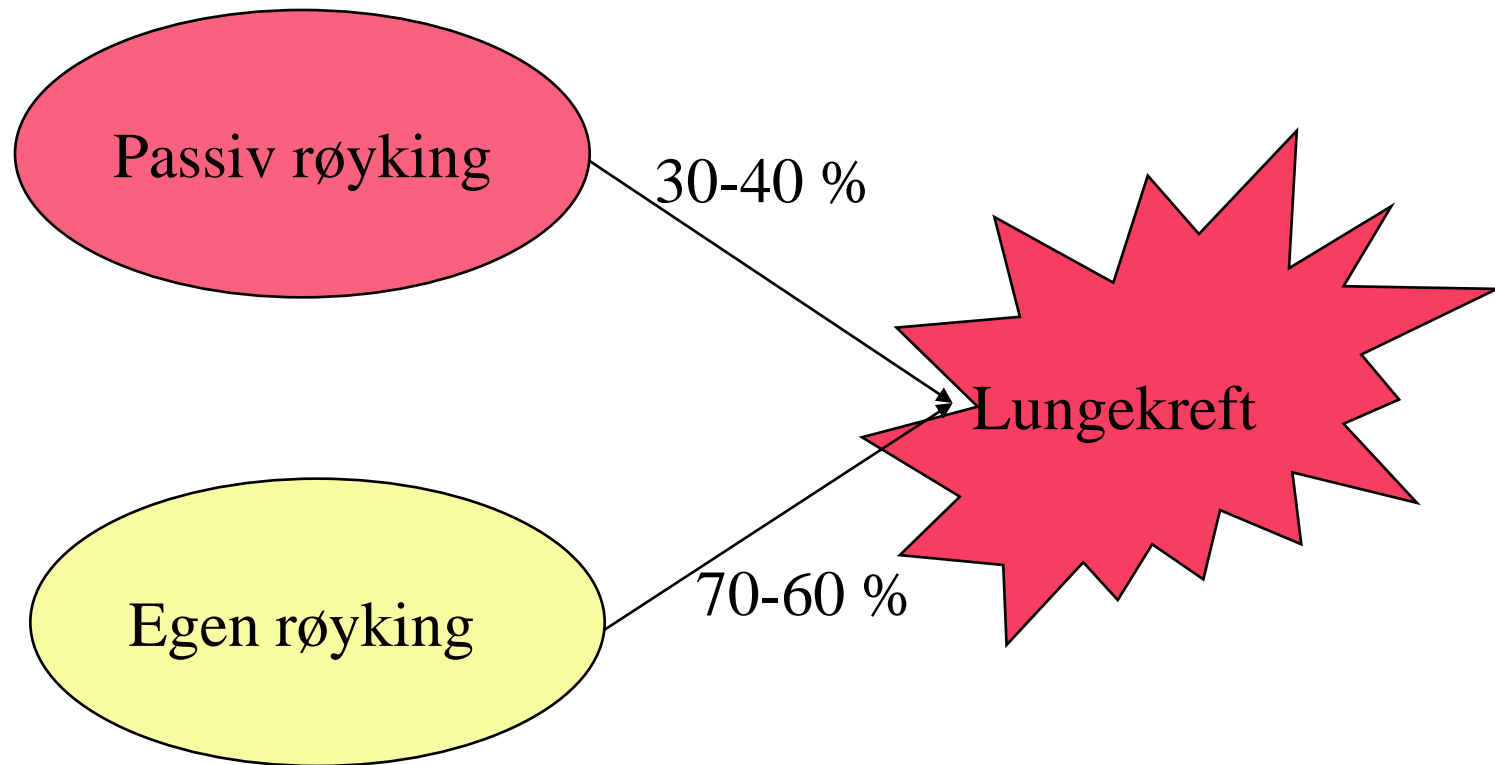 Passiv røyking
30-40 %
Lungekreft
70-60 %
Egen røyking